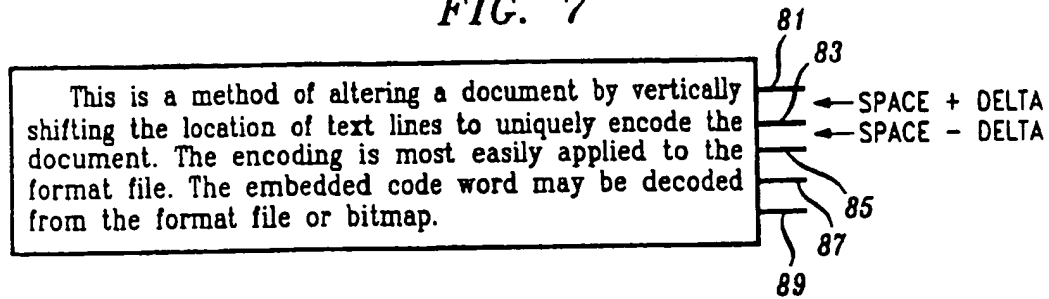 FIG. 7
81
83
This is a method of altering a document by vertically
shifting the location of text lines to uniquely encode the
document. The encoding is most easily applied to the
format file. The embedded code word may be decoded
from the format file or bitmap.
SPACE + DELTA
SPACE - DELTA
85
87
89